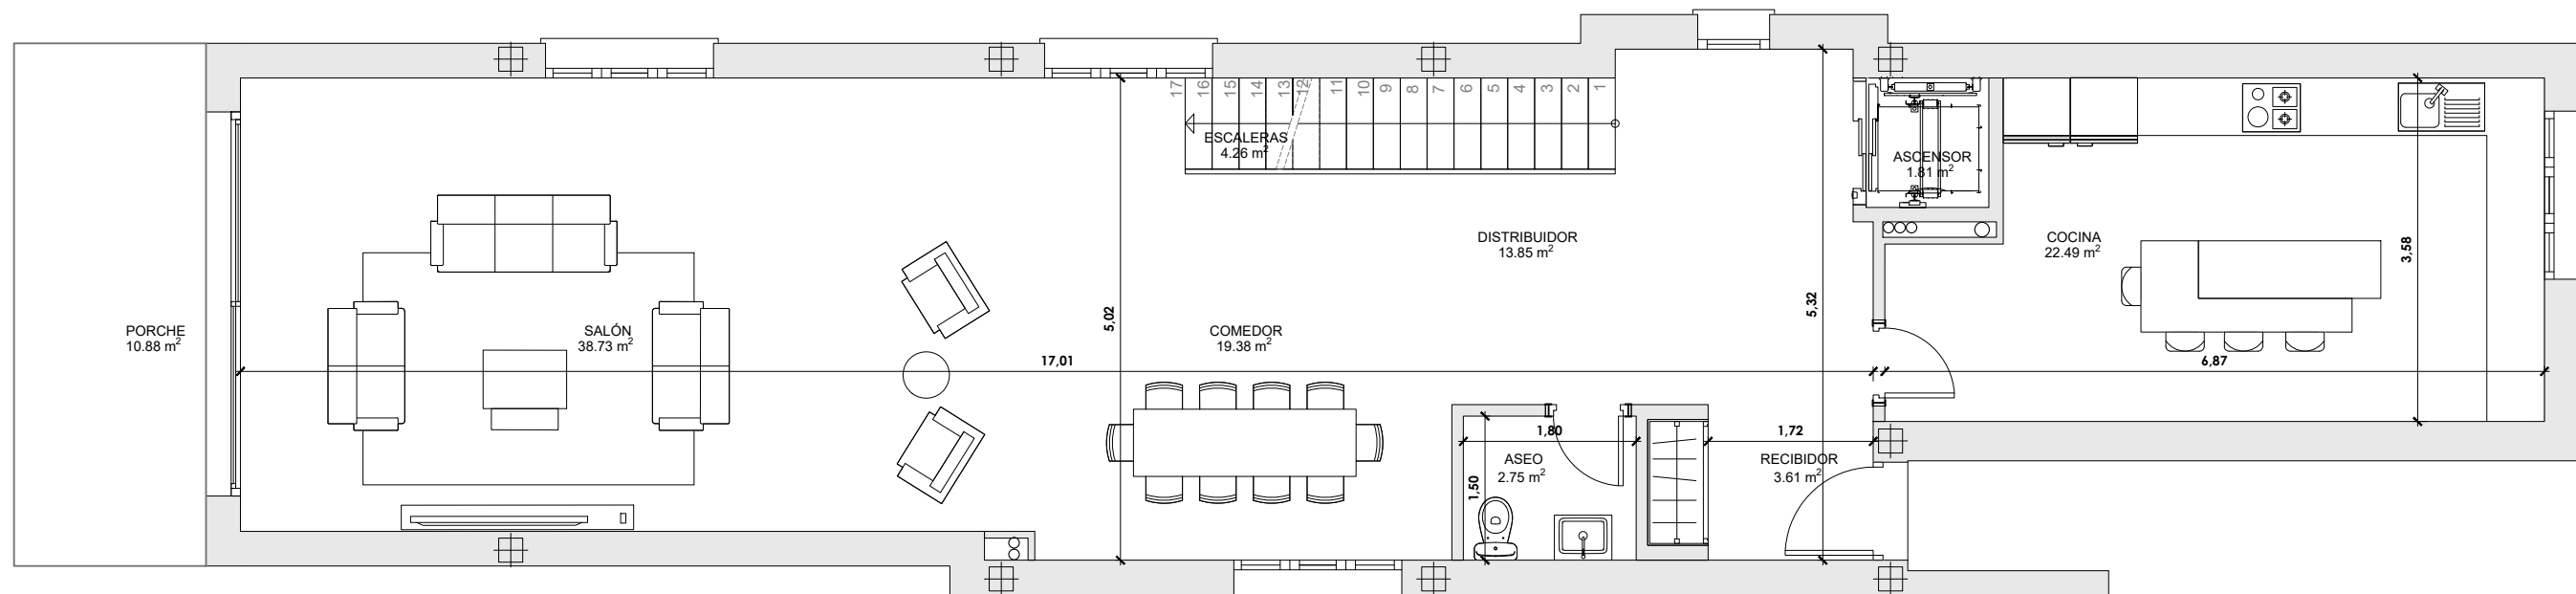 17 16 15 14 13 12 11 10 9 8 7 6 5 4 3 2 1
ESCALERAS
4.26 m²
ASCENSOR
1.81 m²
DISTRIBUIDOR
13.85 m²
COCINA
22.49 m²
3,58
PORCHE
10.88 m²
SALÓN
38.73 m²
5,02
COMEDOR
19.38 m²
5,32
17,01
6,87
1,80
1,72
ASEO
2.75 m²
1,50
RECIBIDOR
3.61 m²